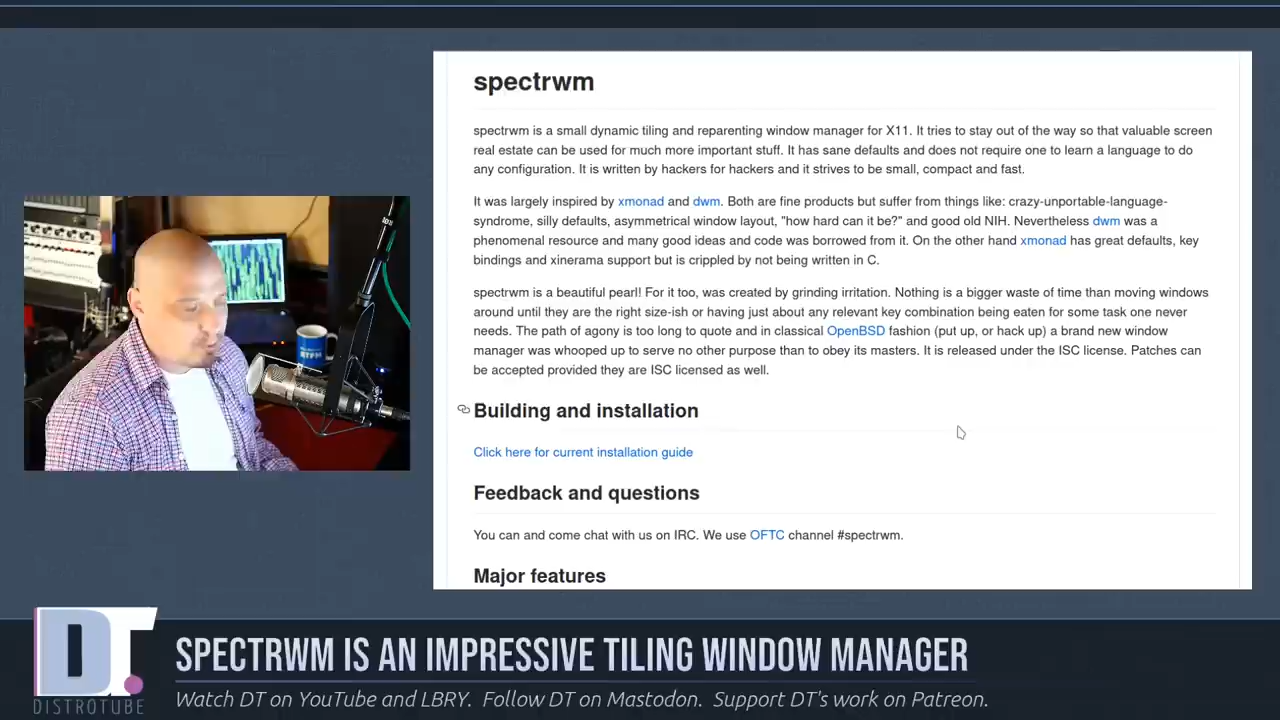 spectrwm
spectrwm is a small dynamic tiling and reparenting window manager for X11. It tries to stay out of the way so that valuable screen
real estate can be used for much more important stuff. It has sane defaults and does not require one to learn a language to do
any configuration. It is written by hackers for hackers and it strives to be small, compact and fast.
It was largely inspired by xmonad and dwm. Both are fine products but suffer from things like: crazy-unportable-language-
syndrome, silly defaults, asymmetrical window layout, "how hard can it be?" and good old NIH. Nevertheless dwm was a
phenomenal resource and many good ideas and code was borrowed from it. On the other hand xmonad has great defaults, key
bindings and xinerama support but is crippled by not being written in C.
spectrwm is a beautiful pearl! For it too, was created by grinding irritation. Nothing is a bigger waste of time than moving windows
around until they are the right size-ish or having just about any relevant key combination being eaten for some task one never
needs. The path of agony is too long to quote and in classical OpenBSD fashion (put up, or hack up) a brand new window
manager was whooped up to serve no other purpose than to obey its masters. It is released under the ISC license. Patches can
be accepted provided they are ISC licensed as well.
Building and installation
Click here for current installation guide
Feedback and questions
You can and come chat with us on IRC. We use OFTC channel #spectrwm.
Major features
RTFM
DT.
DISTROTUBE
SPECTRWM IS AN IMPRESSIVE TILING WINDOW MANAGER
Watch DT on YouTube and LBRY. Follow DT on Mastodon. Support DT's work on Patreon.